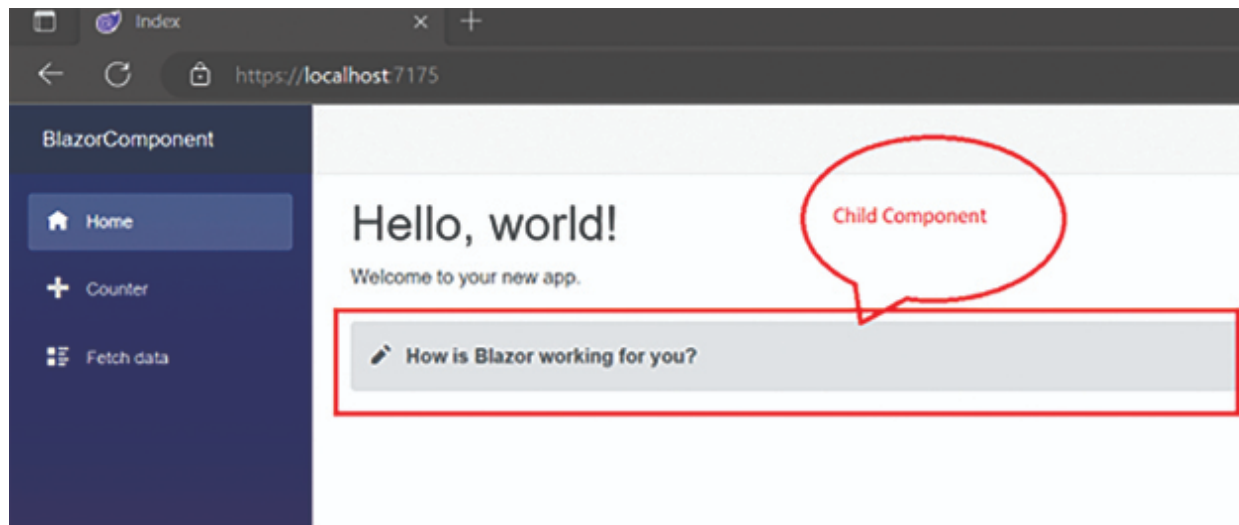 Index
https://localhost:7175
BlazorComponent
Home
Counter
Fetch data
Hello, world!
Welcome to your new app.
Child Component
How is Blazor working for you?